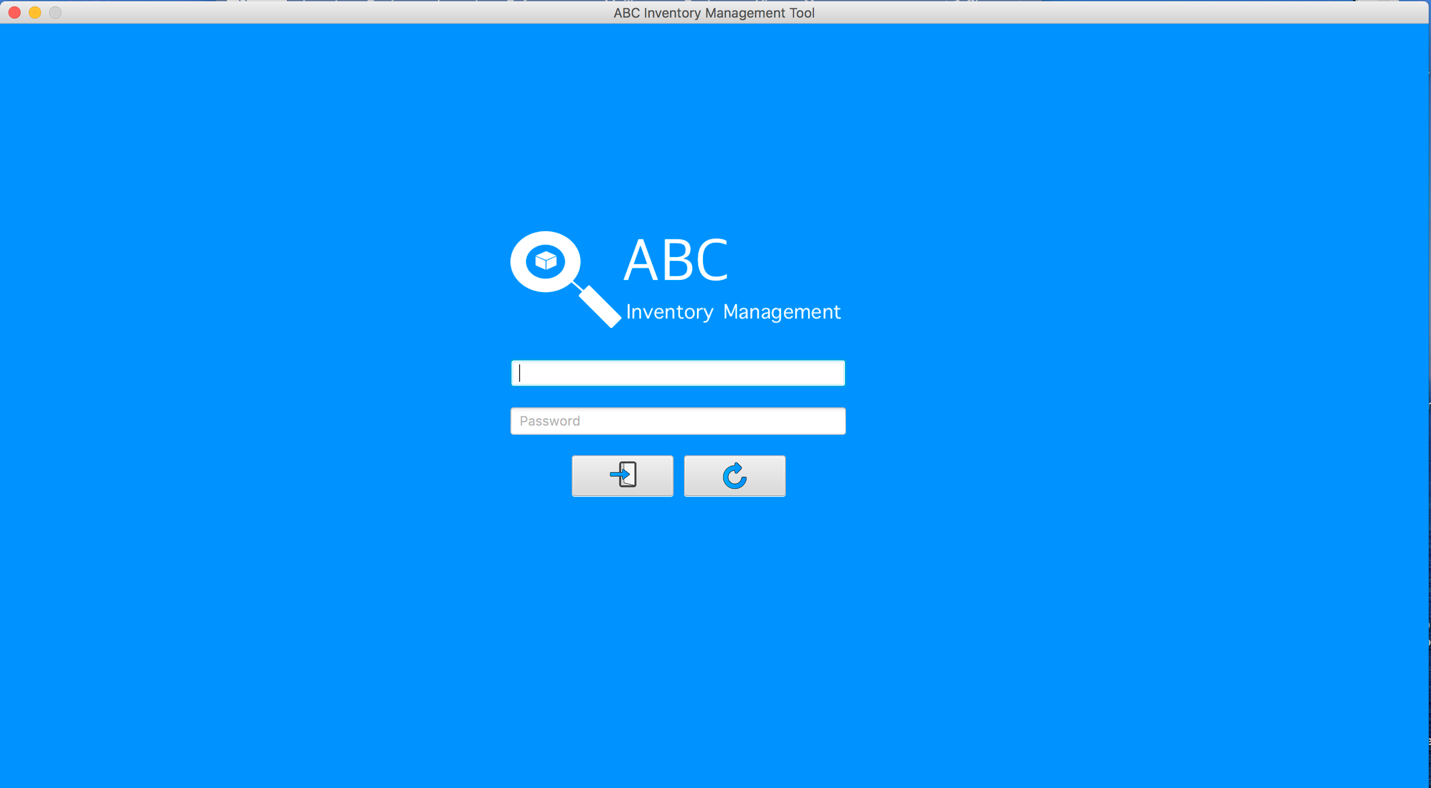 ABC Inventory Management Tool
ABC
Inventory Management
Password